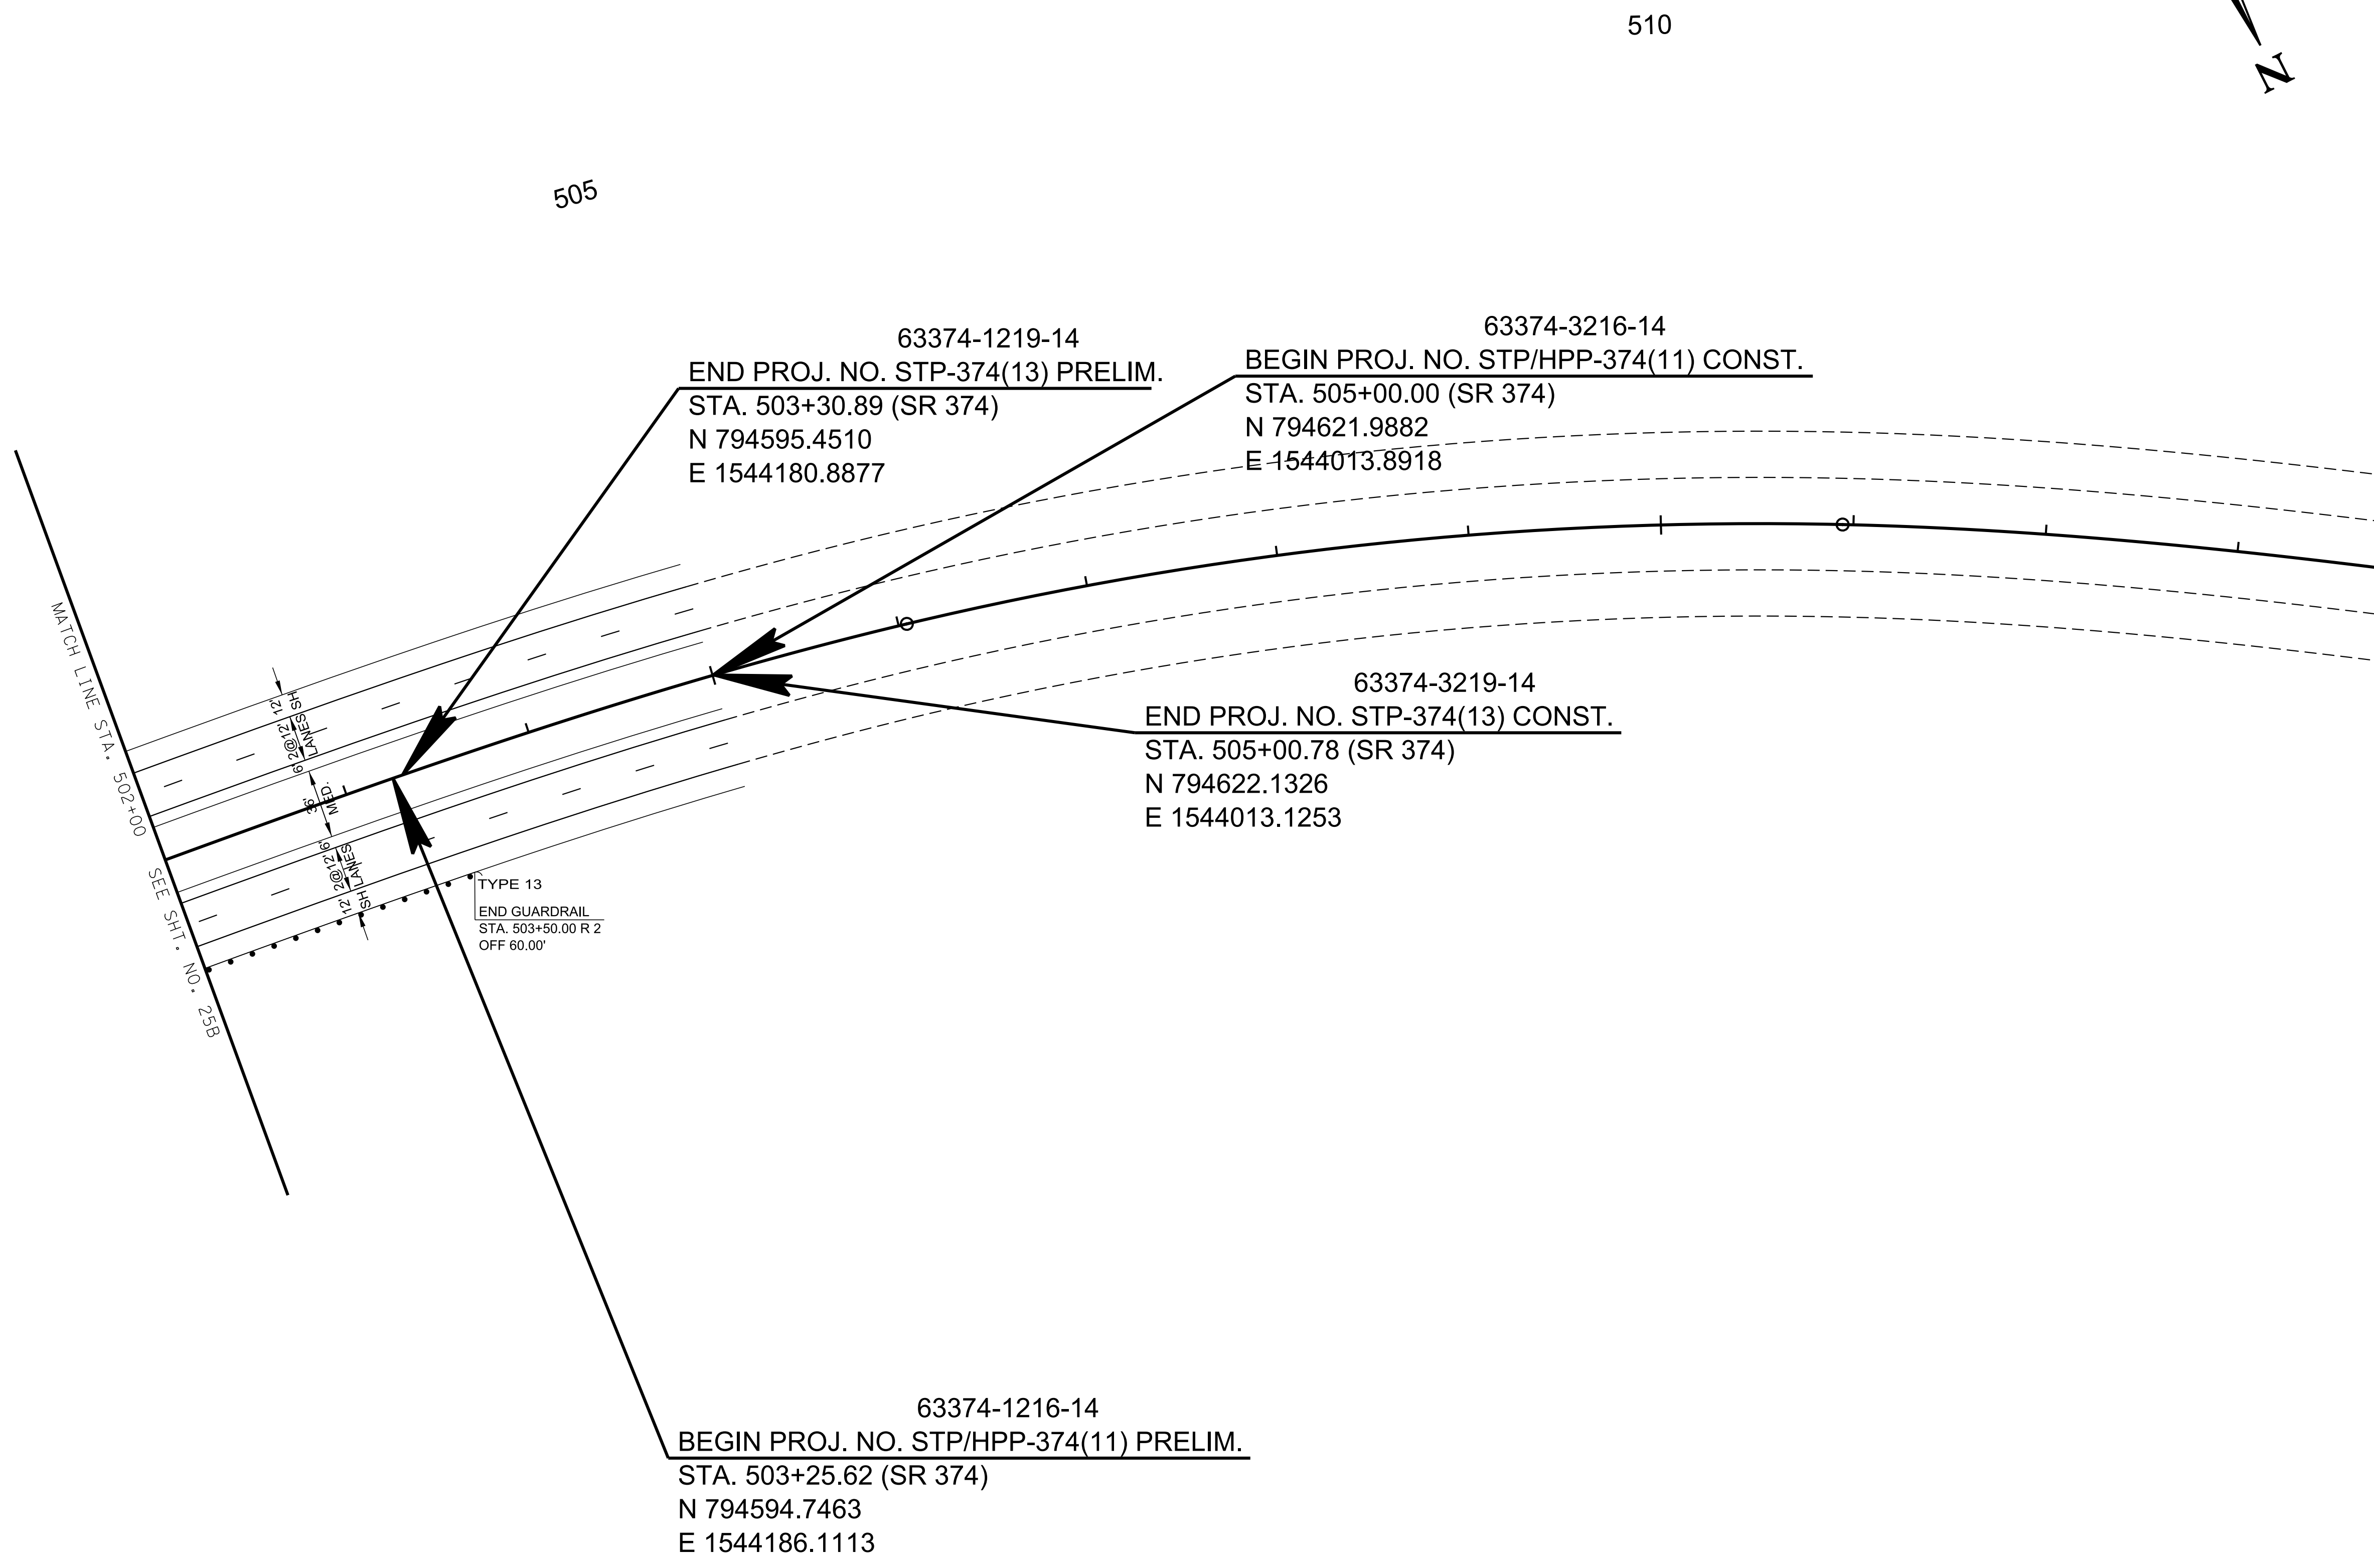 510
N
505
63374-1219-14
END PROJ. NO. STP-374(13) PRELIM.
STA. 503+30.89 (SR 374)
N 794595.4510
E 1544180.8877
63374-3216-14
BEGIN PROJ. NO. STP/HPP-374(11) CONST.
STA. 505+00.00 (SR 374)
N 794621.9882
E 1544013.8918
63374-3219-14
END PROJ. NO. STP-374(13) CONST.
STA. 505+00.78 (SR 374)
N 794622.1326
E 1544013.1253
MATCH LINE STA. 502+00 SEE SHT. NO. 25B
6' 2@12' 12'
LANES SH
36'
MED.
12' 2@12' 6'
SH LANES
TYPE 13
END GUARDRAIL
STA. 503+50.00 R 2
OFF 60.00'
63374-1216-14
BEGIN PROJ. NO. STP/HPP-374(11) PRELIM.
STA. 503+25.62 (SR 374)
N 794594.7463
E 1544186.1113